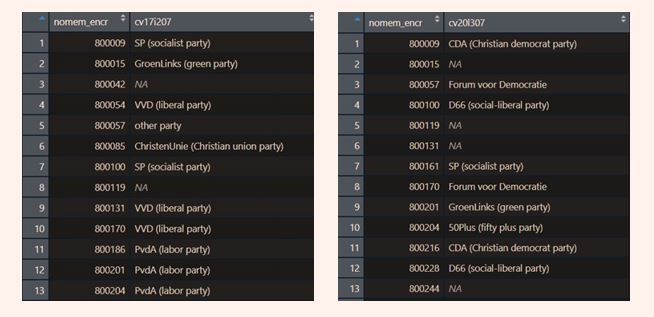 nomem_encr cv17i207
1 800009 SP (socialist party)
2 800015 GroenLinks (green party)
3 800042 NA
4 800054 VVD (liberal party)
5 800057 other party
6 800085 ChristenUnie (Christian union party)
7 800100 SP (socialist party)
8 800119 NA
9 800131 VVD (liberal party)
10 800170 VVD (liberal party)
11 800186 PvdA (labor party)
12 800201 PvdA (labor party)
13 800204 PvdA (labor party)
nomem_encr cv20l307
1 800009 CDA (Christian democrat party)
2 800015 NA
3 800057 Forum voor Democratie
4 800100 D66 (social-liberal party)
5 800119 NA
6 800131 NA
7 800161 SP (socialist party)
8 800170 Forum voor Democratie
9 800201 GroenLinks (green party)
10 800204 50Plus (fifty plus party)
11 800216 CDA (Christian democrat party)
12 800228 D66 (social-liberal party)
13 800244 NA